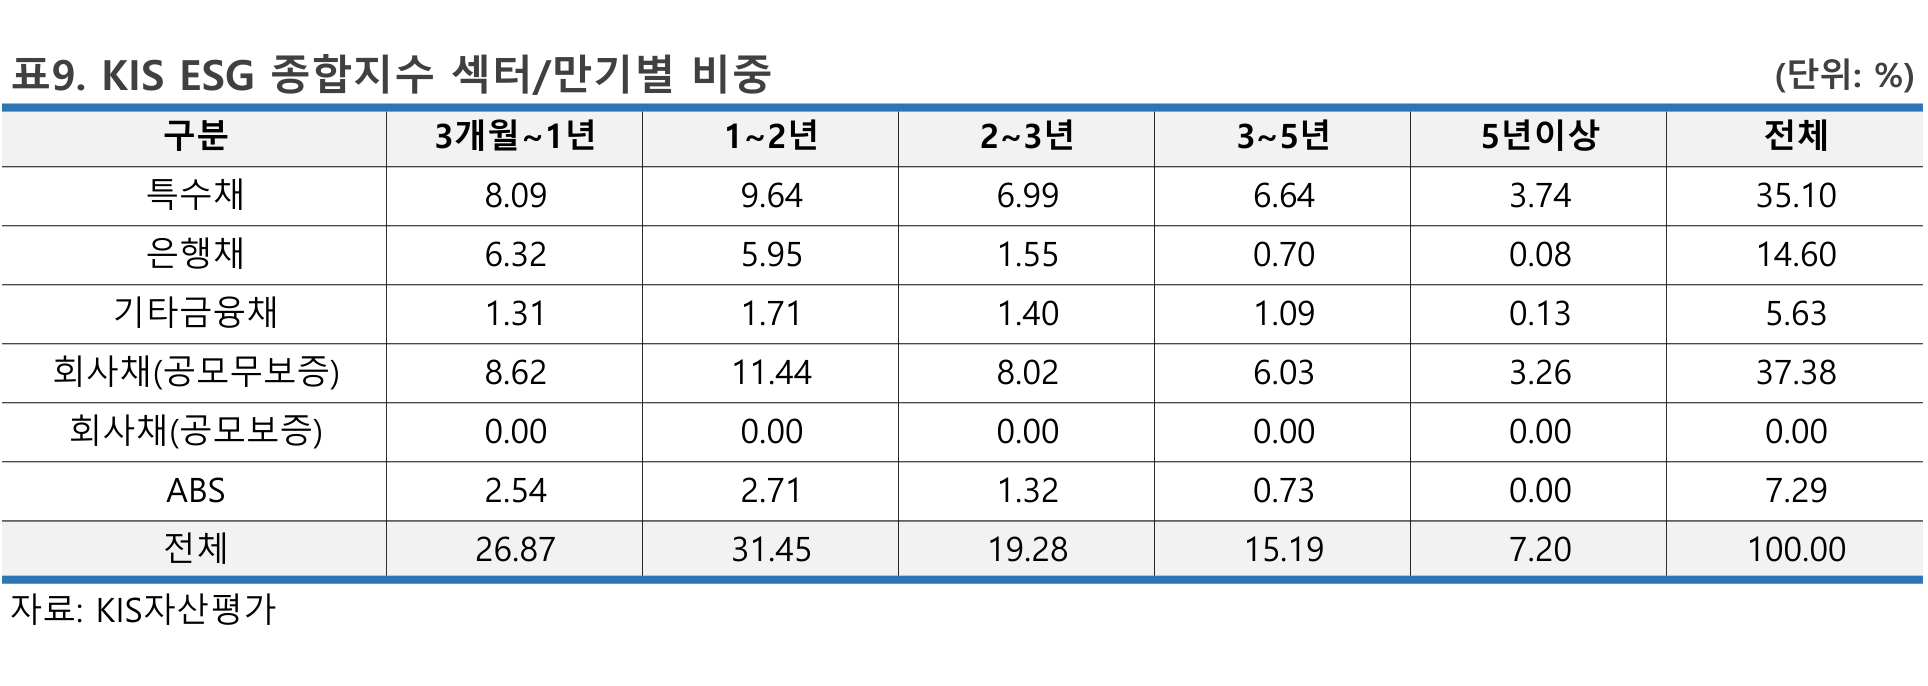 표9. KIS ESG 종합지수 섹터/만기별 비중 (단위: %)
구분 3개월~1년 1~2년 2~3년 3~5년 5년이상 전체
특수채 8.09 9.64 6.99 6.64 3.74 35.10
은행채 6.32 5.95 1.55 0.70 0.08 14.60
기타금융채 1.31 1.71 1.40 1.09 0.13 5.63
회사채(공모무보증) 8.62 11.44 8.02 6.03 3.26 37.38
회사채(공모보증) 0.00 0.00 0.00 0.00 0.00 0.00
ABS 2.54 2.71 1.32 0.73 0.00 7.29
전체 26.87 31.45 19.28 15.19 7.20 100.00
자료: KIS자산평가